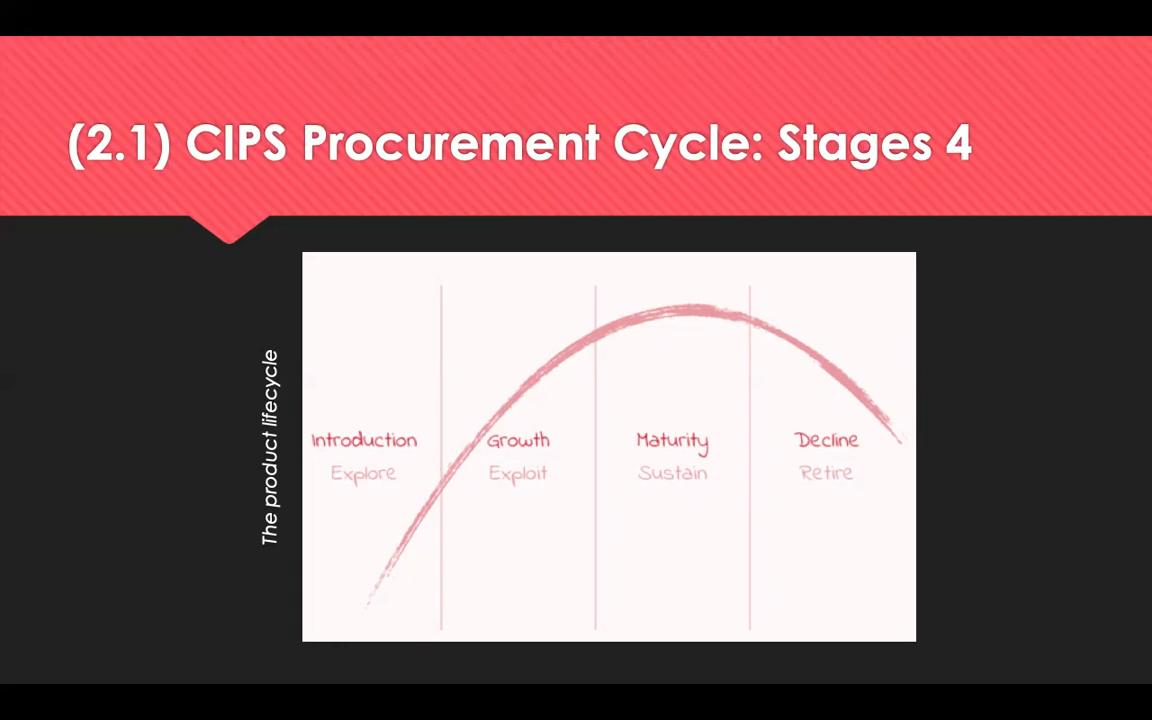 (2.1) CIPS Procurement Cycle: Stages 4
The product lifecycle
Introduction
Explore
Growth
Exploit
Maturity
Sustain
Decline
Retire